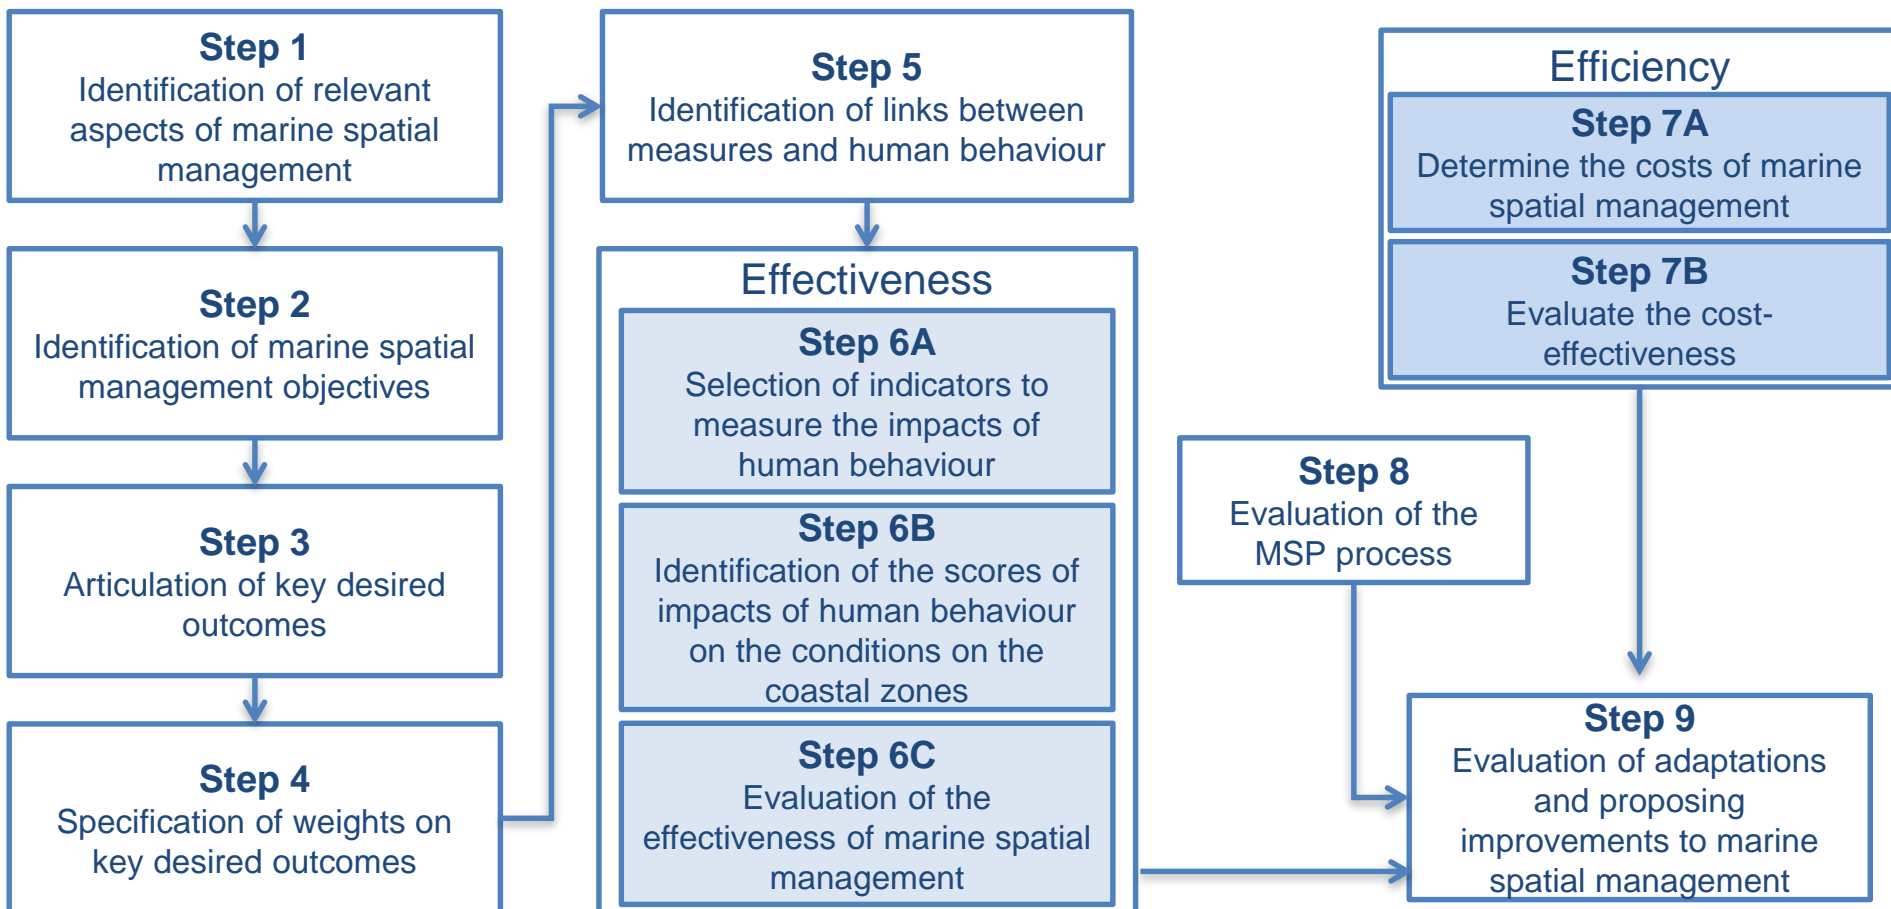 Step 1
Identification of relevant
aspects of marine spatial
management
Step 2
Identification of marine spatial
management objectives
Step 3
Articulation of key desired
outcomes
Step 4
Specification of weights on
key desired outcomes
Step 5
Identification of links between
measures and human behaviour
Effectiveness
Step 6A
Selection of indicators to
measure the impacts of
human behaviour
Step 6B
Identification of the scores of
impacts of human behaviour
on the conditions on the
coastal zones
Step 6C
Evaluation of the
effectiveness of marine spatial
management
Efficiency
Step 7A
Determine the costs of marine
spatial management
Step 7B
Evaluate the cost-
effectiveness
Step 8
Evaluation of the
MSP process
Step 9
Evaluation of adaptations
and proposing
improvements to marine
spatial management